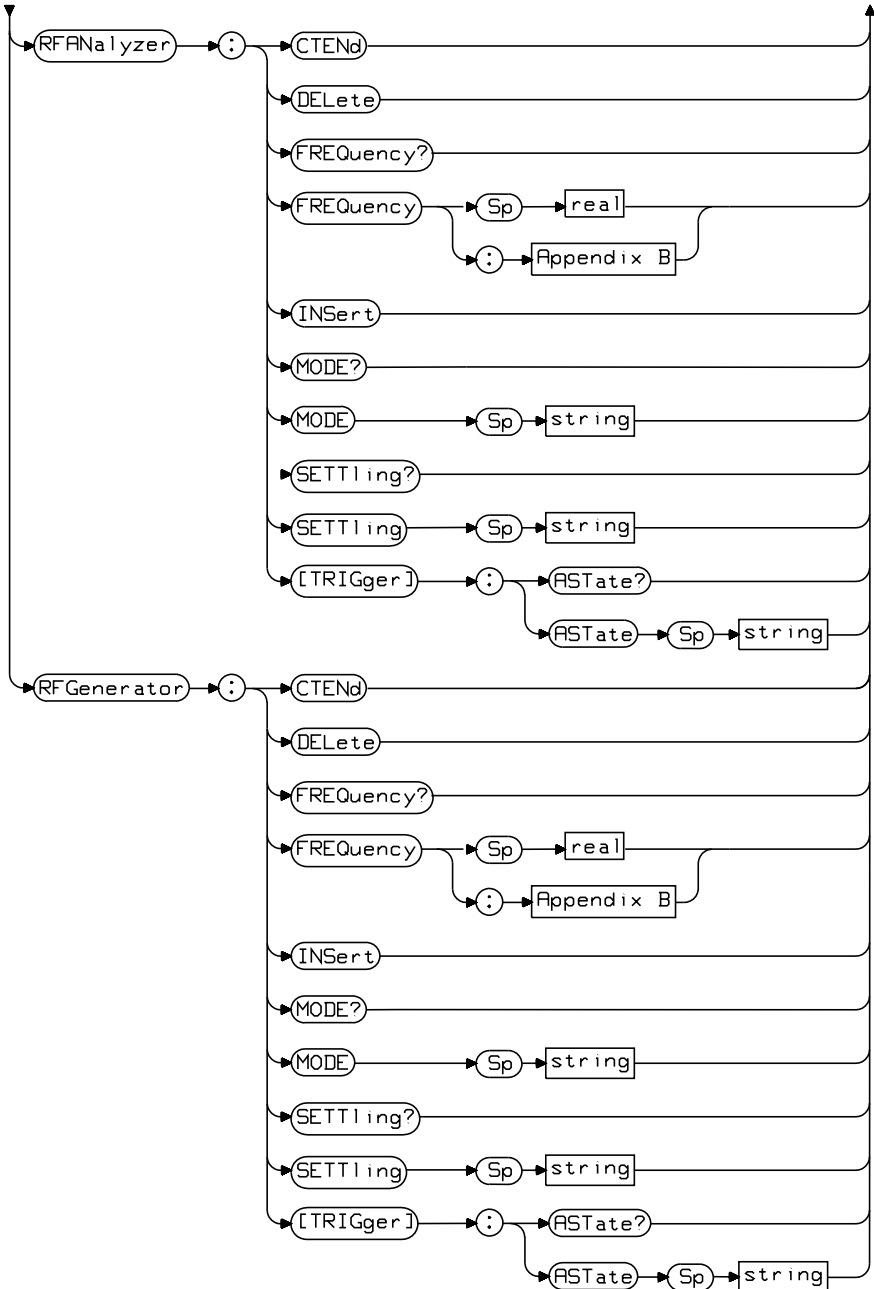 RFANalyzer : CTENd
DELete
FREQuency?
FREQuency Sp real
: Appendix B
INSert
MODE?
MODE Sp string
SETTling?
SETTling Sp string
[TRIGger] : ASTate?
ASTate Sp string
RFGenerator : CTENd
DELete
FREQuency?
FREQuency Sp real
: Appendix B
INSert
MODE?
MODE Sp string
SETTling?
SETTling Sp string
[TRIGger] : ASTate?
ASTate Sp string